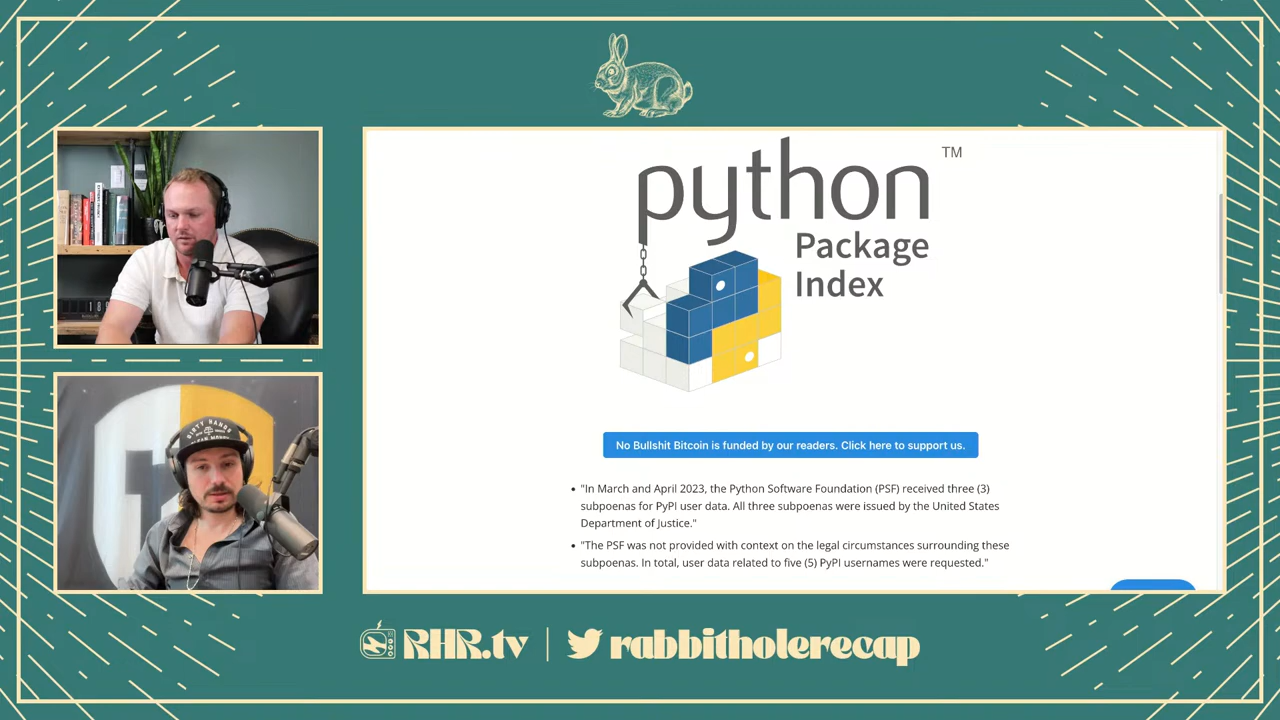 python
TM
Package
Index
No Bullshit Bitcoin is funded by our readers. Click here to support us.
• "In March and April 2023, the Python Software Foundation (PSF) received three (3)
subpoenas for PyPI user data. All three subpoenas were issued by the United States
Department of Justice."
• "The PSF was not provided with context on the legal circumstances surrounding these
subpoenas. In total, user data related to five (5) PyPI usernames were requested."
DIRTY HANDS
RHR.tv | rabbitholerecap